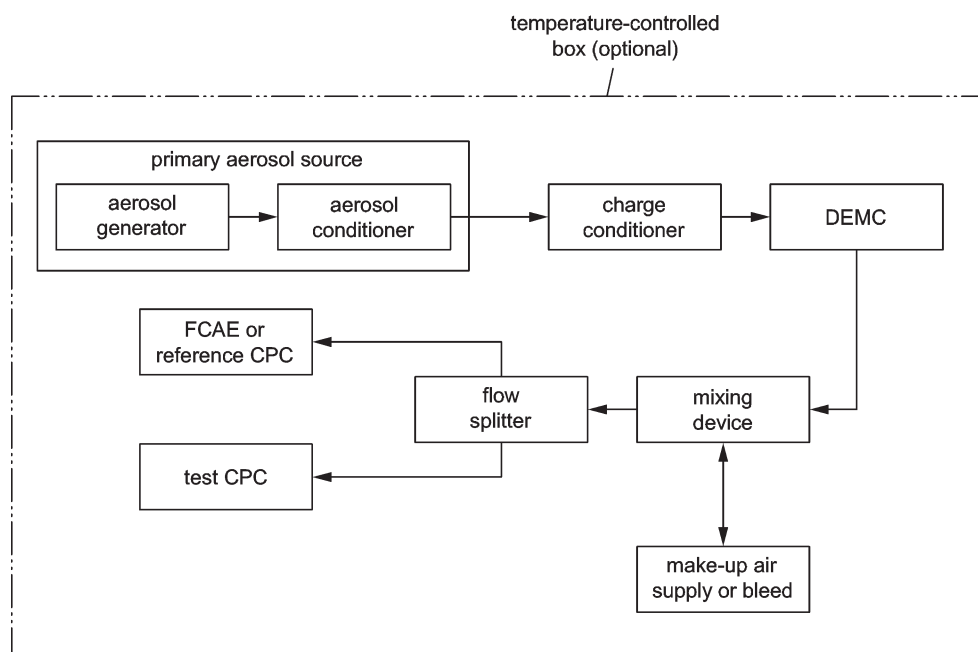 temperature-controlled
box (optional)
primary aerosol source
aerosol
generator
aerosol
conditioner
charge
conditioner
DEMC
FCAE or
reference CPC
flow
splitter
mixing
device
test CPC
make-up air
supply or bleed